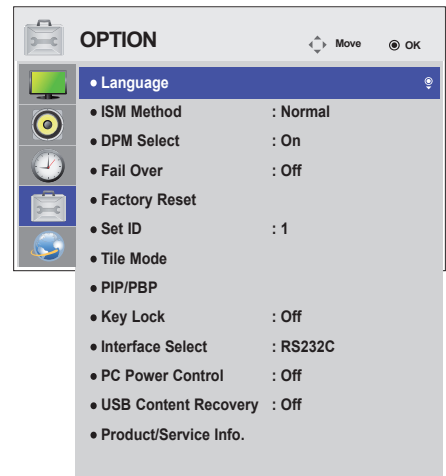 OPTION Move OK
• Language
• ISM Method : Normal
• DPM Select : On
• Fail Over : Off
• Factory Reset
• Set ID : 1
• Tile Mode
• PIP/PBP
• Key Lock : Off
• Interface Select : RS232C
• PC Power Control : Off
• USB Content Recovery : Off
• Product/Service Info.